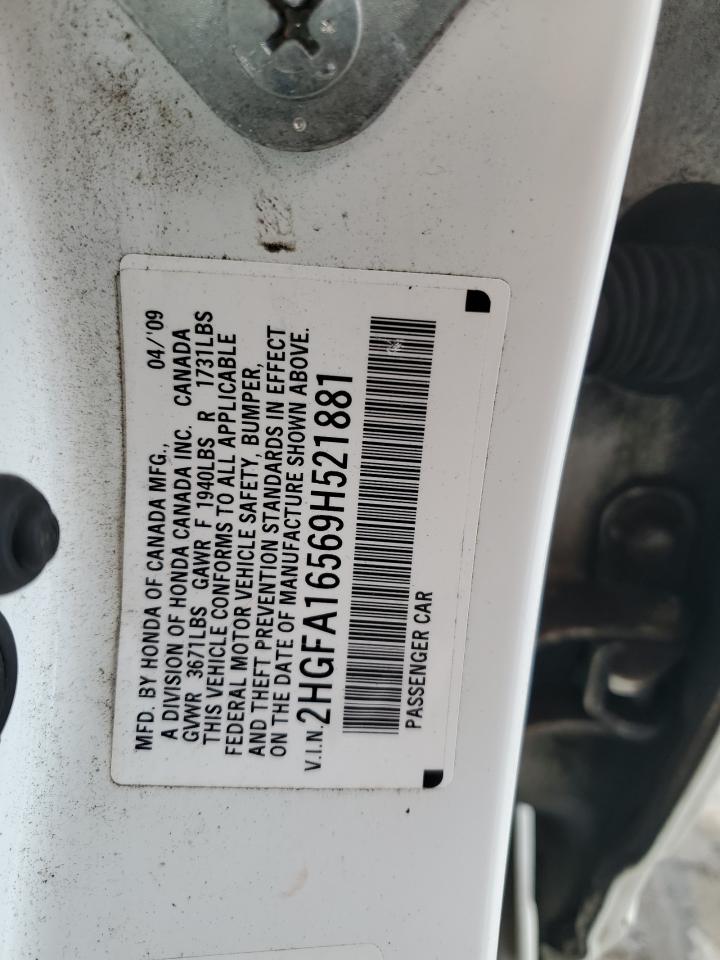 MFD. BY HONDA OF CANADA MFG., 04/'09
A DIVISION OF HONDA CANADA INC. CANADA
GVWR 3671LBS GAWR F 1940LBS R 1731LBS
THIS VEHICLE CONFORMS TO ALL APPLICABLE
FEDERAL MOTOR VEHICLE SAFETY, BUMPER,
AND THEFT PREVENTION STANDARDS IN EFFECT
ON THE DATE OF MANUFACTURE SHOWN ABOVE.
V.I.N. 2HGFA16569H521881
PASSENGER CAR